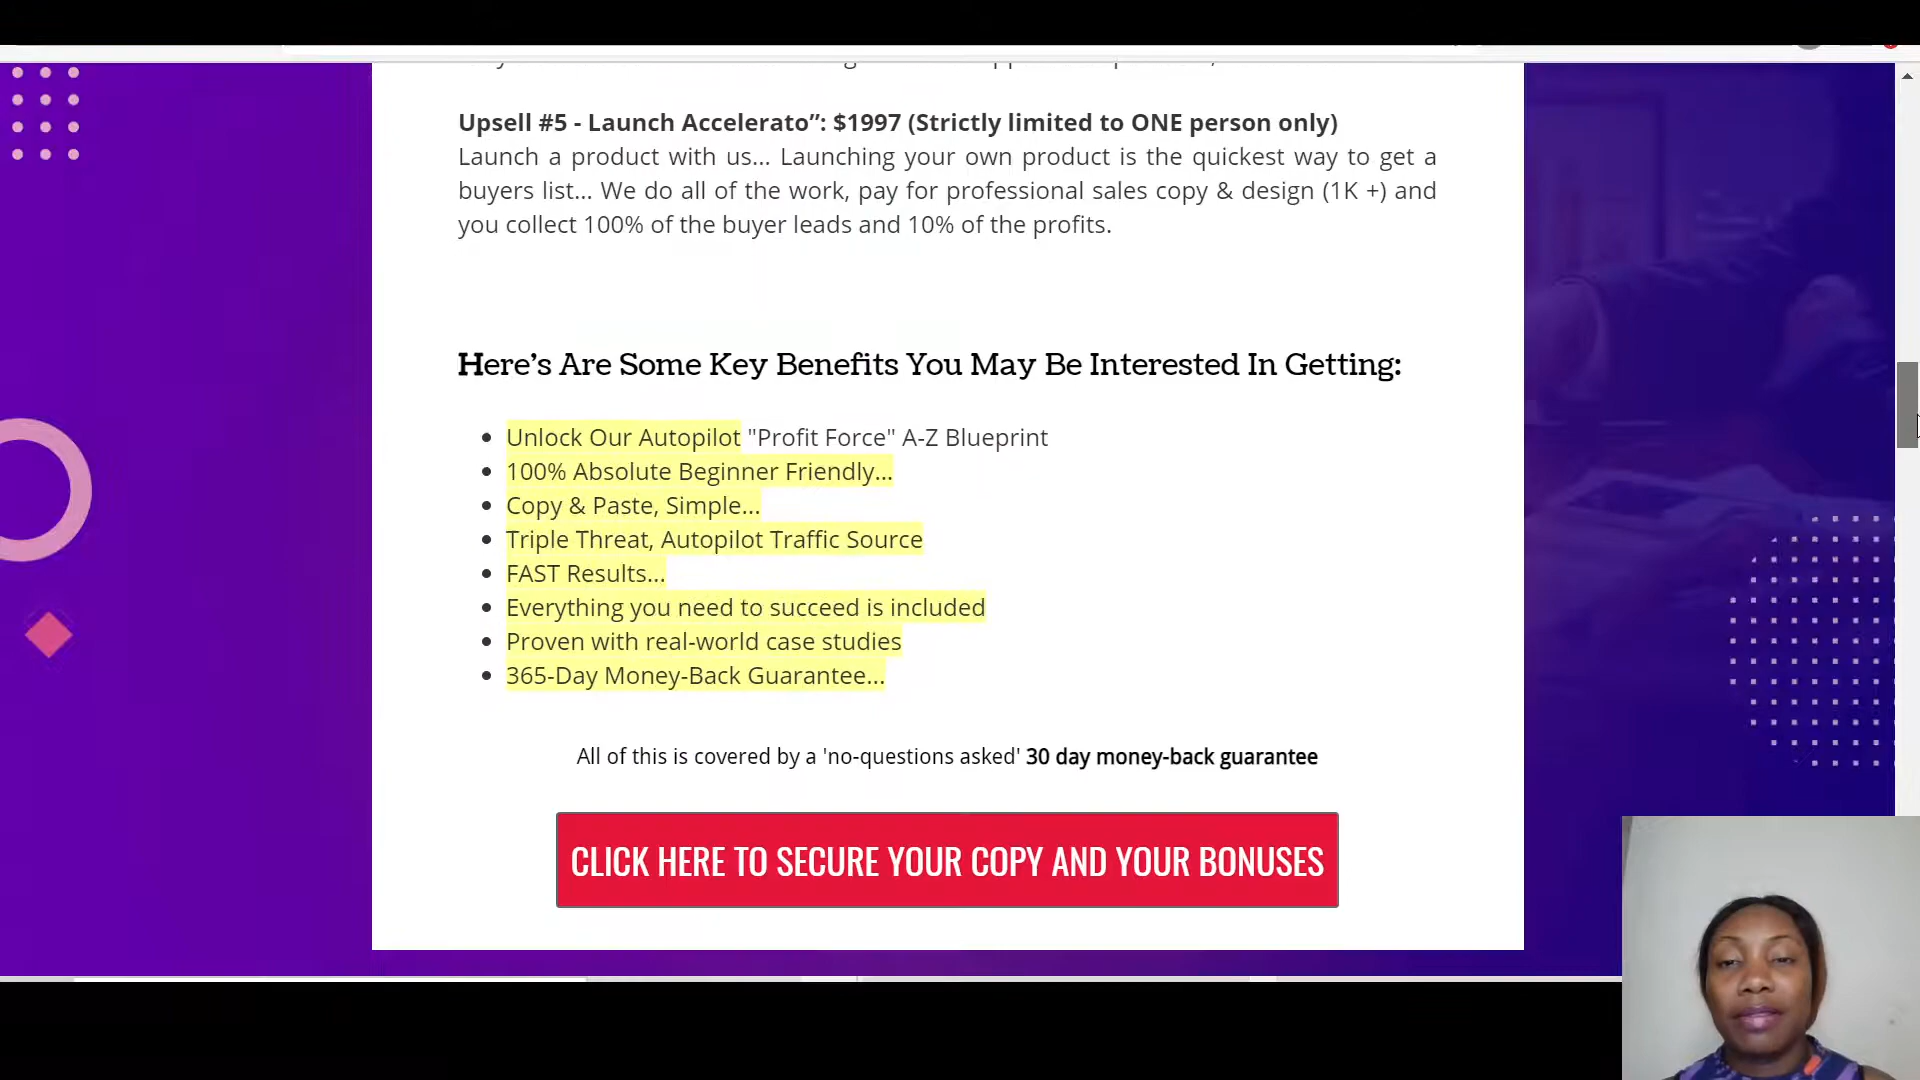 Upsell #5 - Launch Accelerato”: $1997 (Strictly limited to ONE person only)
Launch a product with us... Launching your own product is the quickest way to get a
buyers list... We do all of the work, pay for professional sales copy & design (1K +) and
you collect 100% of the buyer leads and 10% of the profits.
Here’s Are Some Key Benefits You May Be Interested In Getting:
Unlock Our Autopilot "Profit Force" A-Z Blueprint
100% Absolute Beginner Friendly...
Copy & Paste, Simple...
Triple Threat, Autopilot Traffic Source
FAST Results...
Everything you need to succeed is included
Proven with real-world case studies
365-Day Money-Back Guarantee...
All of this is covered by a 'no-questions asked' 30 day money-back guarantee
CLICK HERE TO SECURE YOUR COPY AND YOUR BONUSES